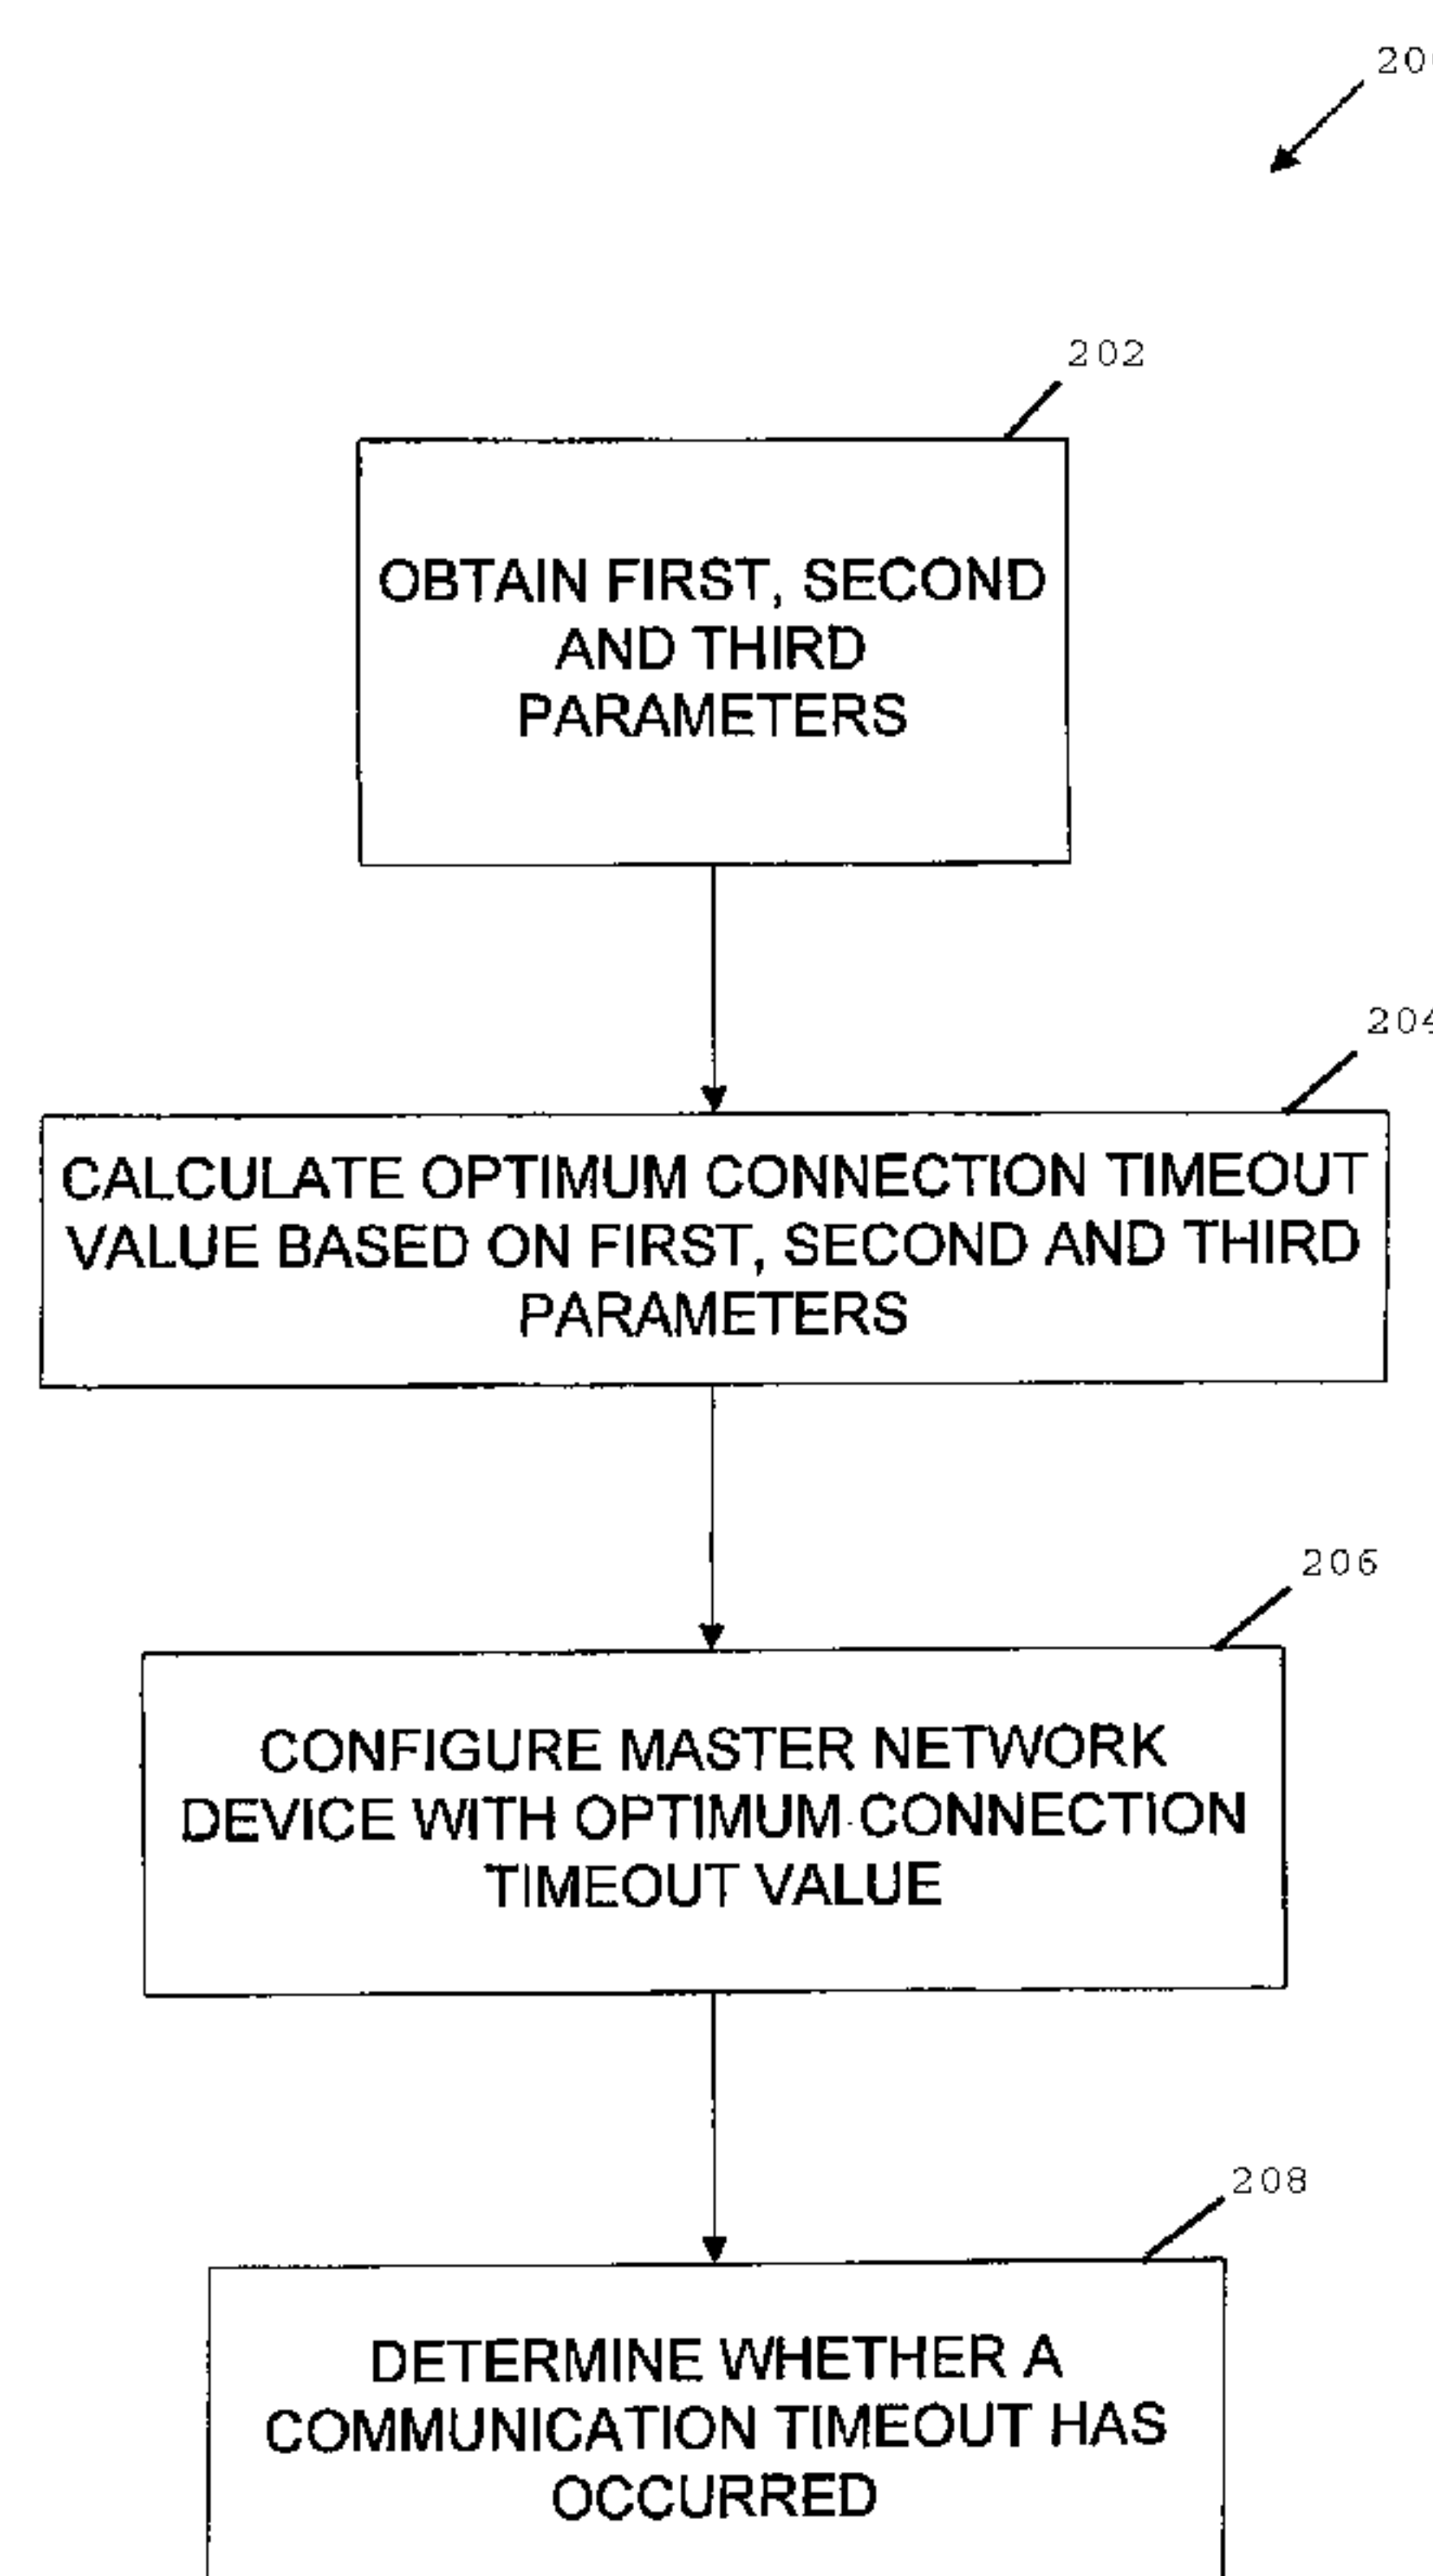 202
OBTAIN FIRST, SECOND
AND THIRD
PARAMETERS
CALCULATE OPTIMUM CONNECTION TIMEOUT
VALUE BASED ON FIRST, SECOND AND THIRD
PARAMETERS
206
CONFIGURE MASTER NETWORK
DEVICE WITH OPTIMUM CONNECTION
TIMEOUT VALUE
208
DETERMINE WHETHER A
COMMUNICATION TIMEOUT HAS
OCCURRED